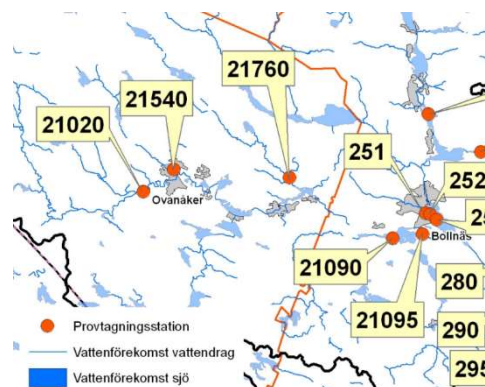 21760
21540
21020
251
252
Ovanåker
Bollnäs
21090
280
21095
290
Provtagningsstation
Vattenförekomst vattendrag
Vattenförekomst sjö